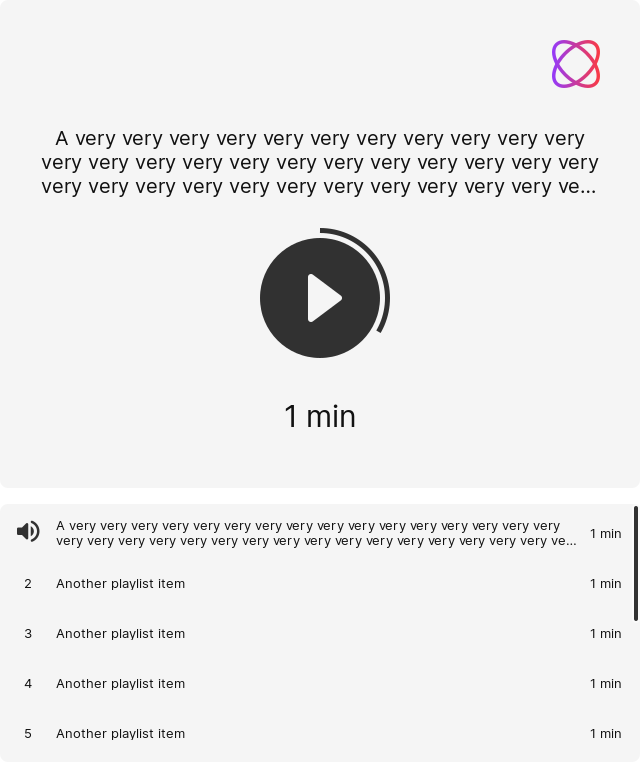 A very very very very very very very very very very very
very very very very very very very very very very very very
very very very very very very very very very very very ve...
1 min
A very very very very very very very very very very very very very very very very
very very very very very very very very very very very very very very very very ve...
1 min
2 Another playlist item 1 min
3 Another playlist item 1 min
4 Another playlist item 1 min
5 Another playlist item 1 min